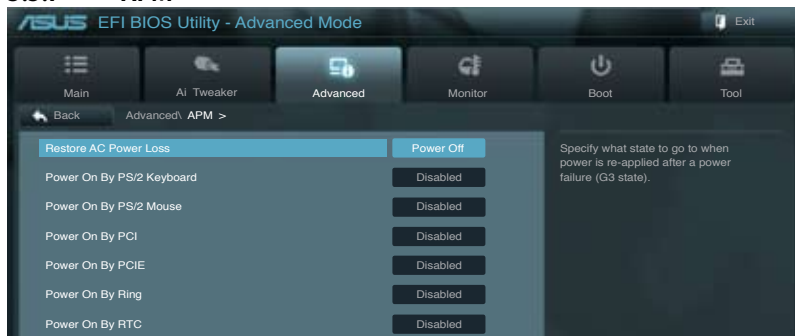 ASUS EFI BIOS Utility - Advanced Mode
Exit
Main Ai Tweaker Advanced Monitor Boot Tool
Back Advanced\ APM >
Restore AC Power Loss Power Off
Power On By PS/2 Keyboard Disabled
Power On By PS/2 Mouse Disabled
Power On By PCI Disabled
Power On By PCIE Disabled
Power On By Ring Disabled
Power On By RTC Disabled
Specify what state to go to when
power is re-applied after a power
failure (G3 state).